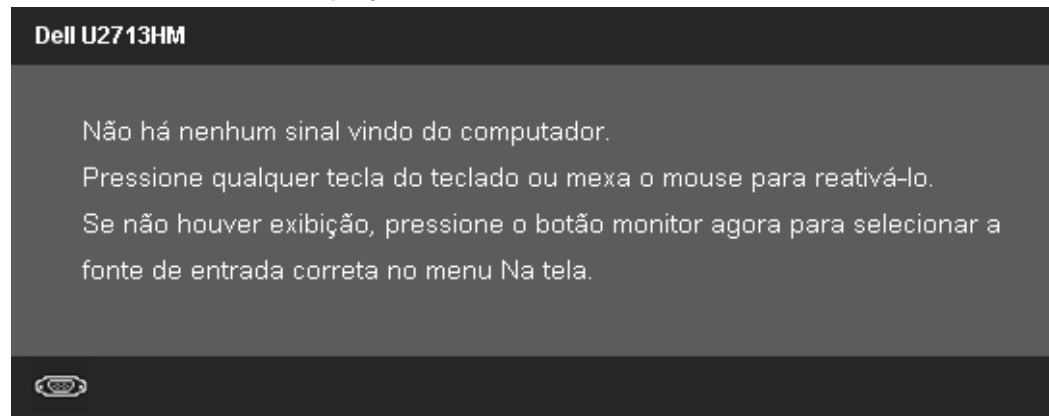 Dell U2713HM
Não há nenhum sinal vindo do computador.
Pressione qualquer tecla do teclado ou mexa o mouse para reativá-lo.
Se não houver exibição, pressione o botão monitor agora para selecionar a
fonte de entrada correta no menu Na tela.